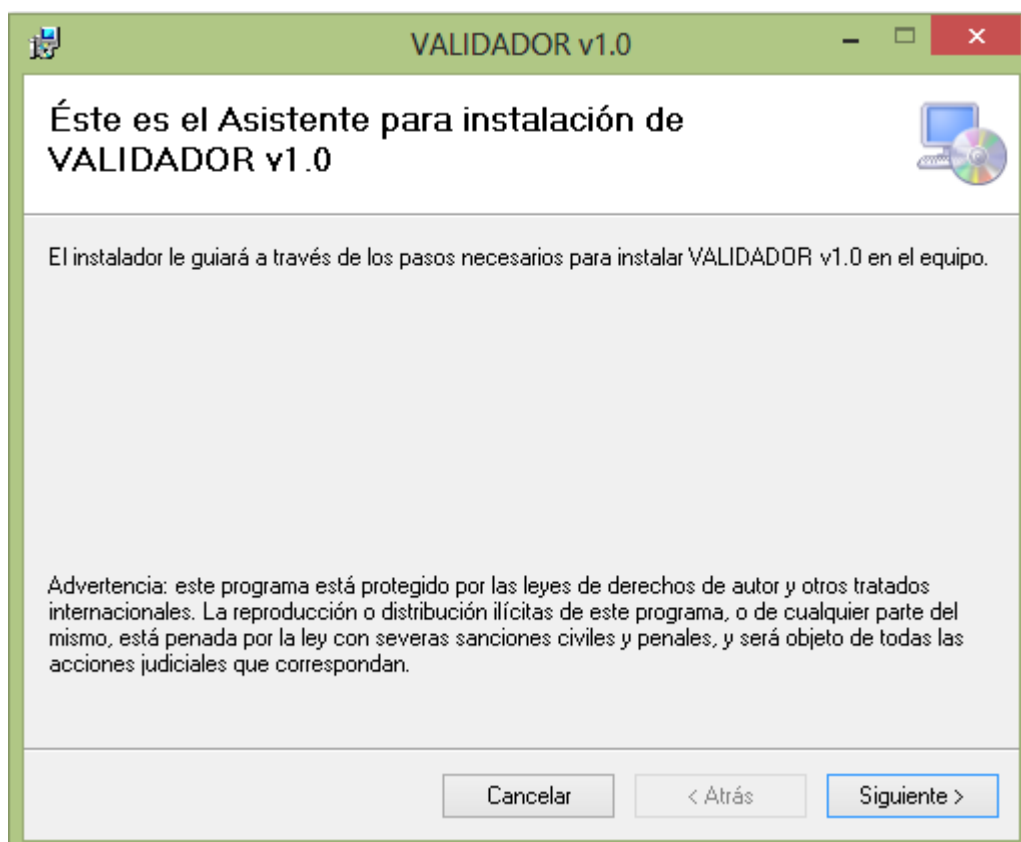 VALIDADOR v1.0
Éste es el Asistente para instalación de
VALIDADOR v1.0
El instalador le guiará a través de los pasos necesarios para instalar VALIDADOR v1.0 en el equipo.
Advertencia: este programa está protegido por las leyes de derechos de autor y otros tratados
internacionales. La reproducción o distribución ilícitas de este programa, o de cualquier parte del
mismo, está penada por la ley con severas sanciones civiles y penales, y será objeto de todas las
acciones judiciales que correspondan.
Cancelar
< Atrás
Siguiente >